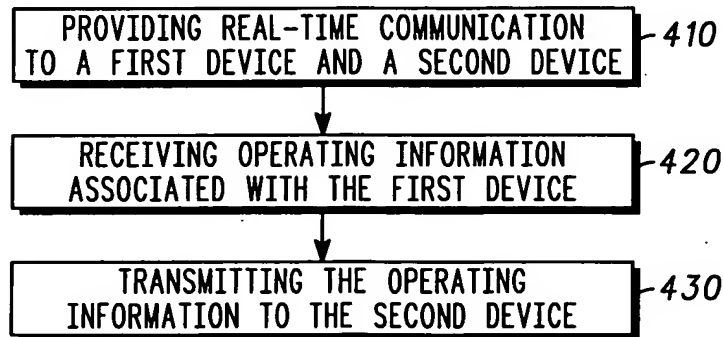 PROVIDING REAL-TIME COMMUNICATION
TO A FIRST DEVICE AND A SECOND DEVICE
410
RECEIVING OPERATING INFORMATION
ASSOCIATED WITH THE FIRST DEVICE
420
TRANSMITTING THE OPERATING
INFORMATION TO THE SECOND DEVICE
430